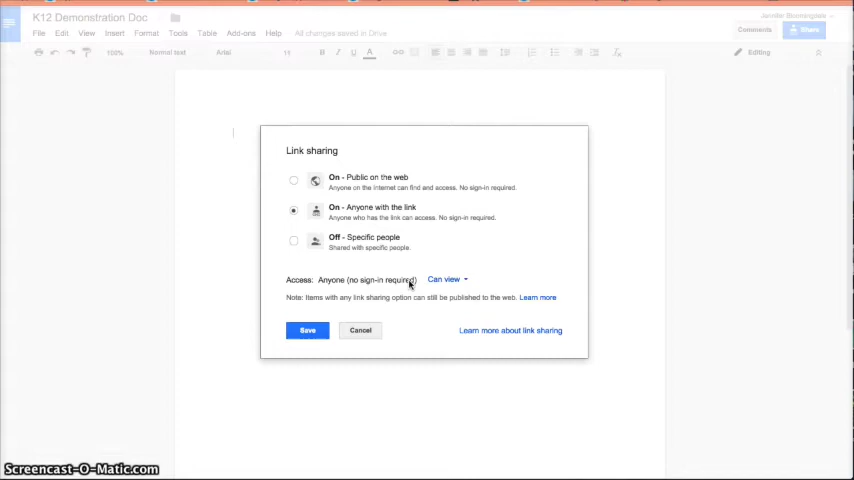 K12 Demonstration Doc
Jennifer Bloomingdale
File Edit View Insert Format Tools Table Add-ons Help All changes saved in Drive
Comments
Share
100% Normal text Arial 11 B I U A Editing
Link sharing
On - Public on the web
Anyone on the Internet can find and access. No sign-in required.
On - Anyone with the link
Anyone who has the link can access. No sign-in required.
Off - Specific people
Shared with specific people.
Access: Anyone (no sign-in required) Can view
Note: Items with any link sharing option can still be published to the web. Learn more
Save Cancel Learn more about link sharing
Screencast-O-Matic.com